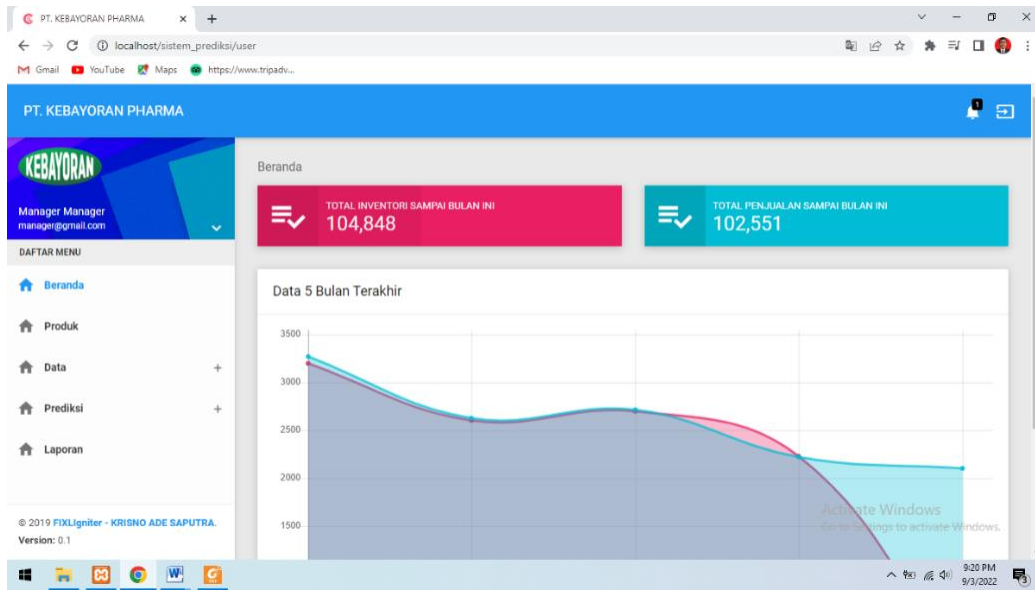 PT. KEBAYORAN PHARMA
localhost/sistem_prediksi/user
Gmail YouTube Maps https://www.tripadv...
PT. KEBAYORAN PHARMA
1
KEBAYORAN
Manager Manager
manager@gmail.com
DAFTAR MENU
Beranda
Produk
Data +
Prediksi +
Laporan
© 2019 FIXLIgniter - KRISNO ADE SAPUTRA.
Version: 0.1
Beranda
TOTAL INVENTORI SAMPAI BULAN INI
104,848
TOTAL PENJUALAN SAMPAI BULAN INI
102,551
Data 5 Bulan Terakhir
3500
3000
2500
2000
1500
Activate Windows
Go to Settings to activate Windows.
9:20 PM
9/3/2022
3